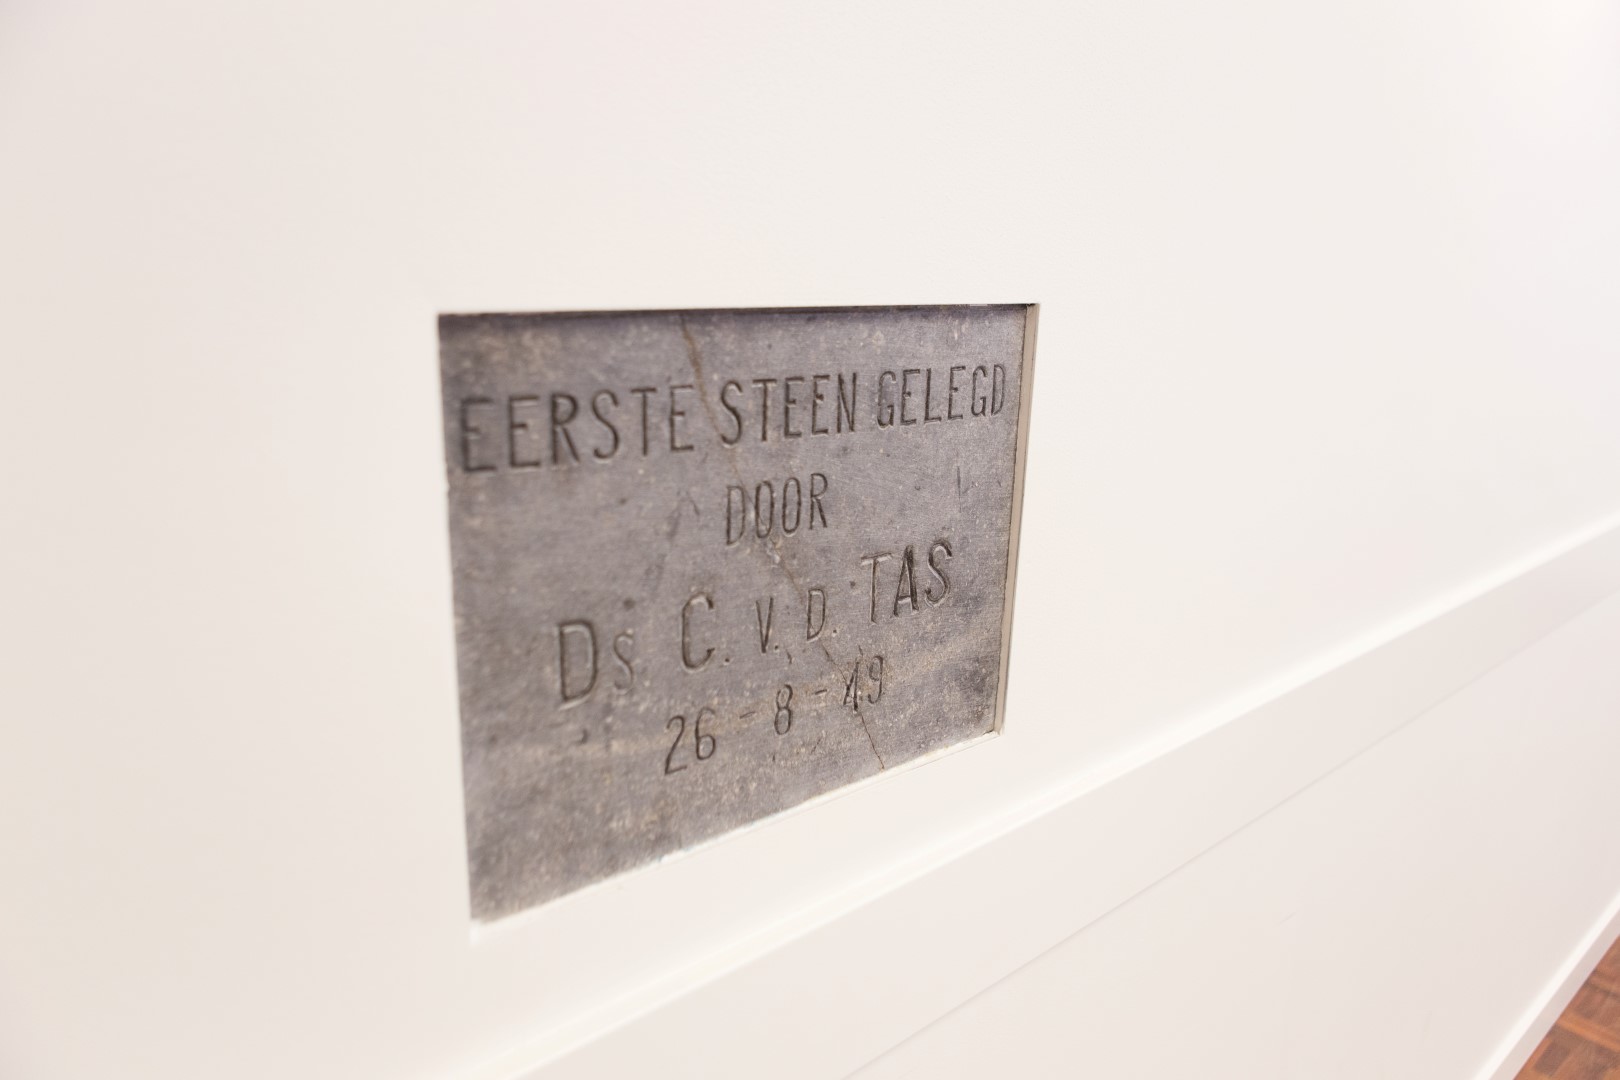 EERSTE STEEN GELEGD
DOOR
Ds. C. v. D. TAS
26-8-49